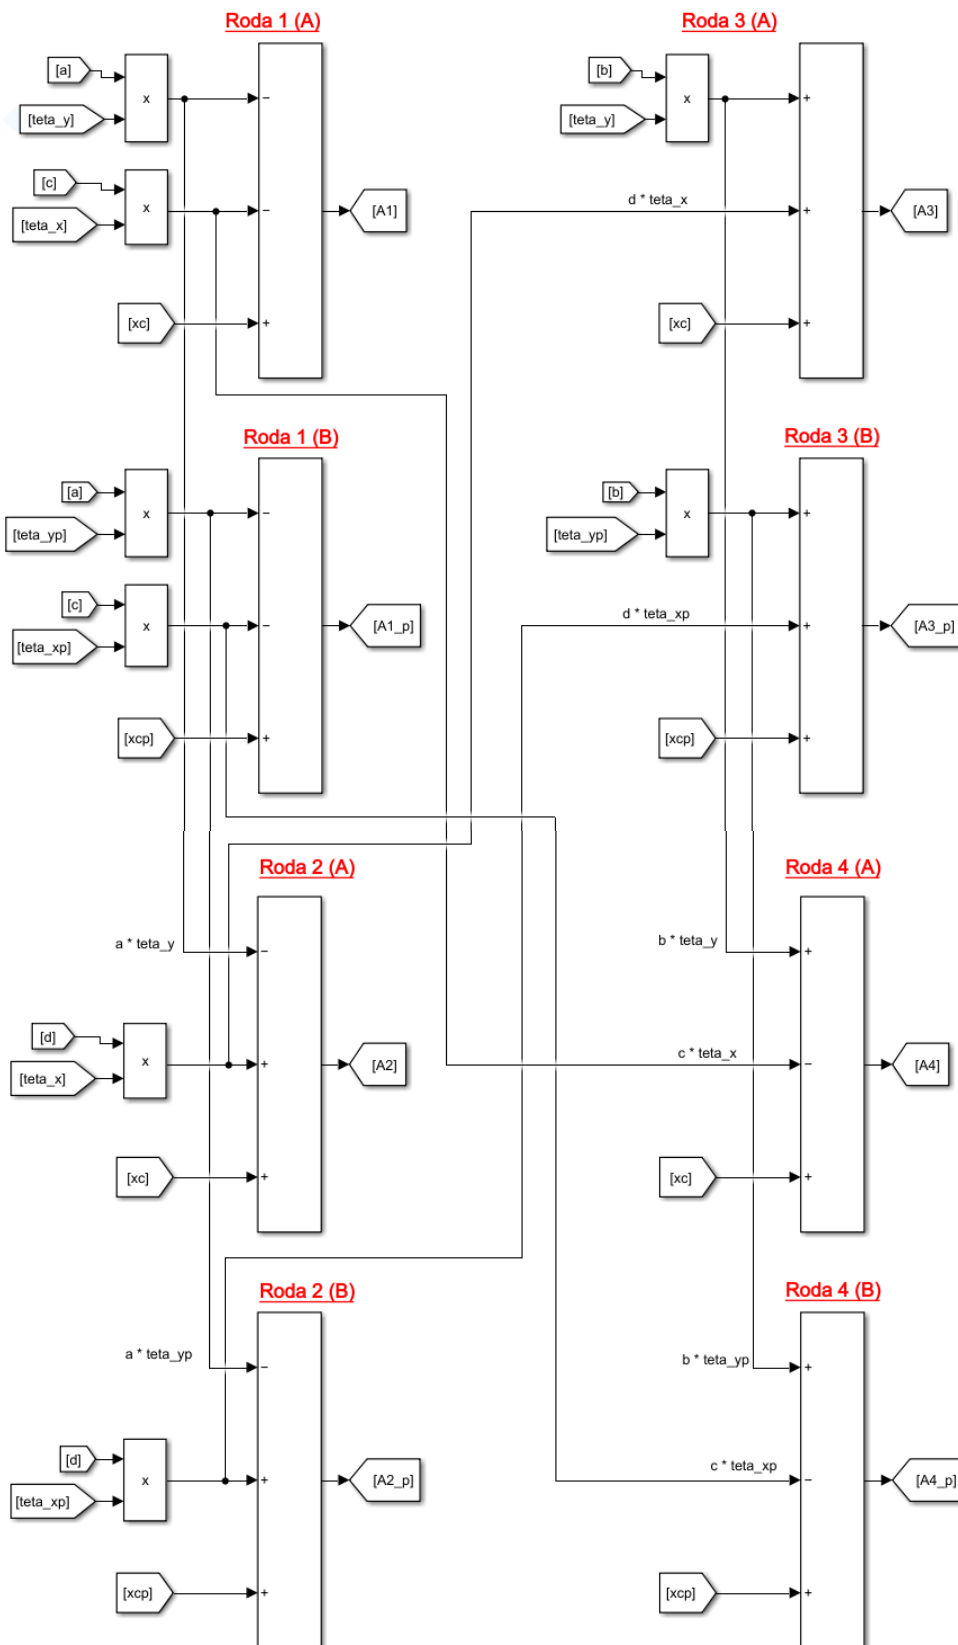 Roda 1 (A)
[a]
[teta_y]
x
[c]
[teta_x]
x
[xc]
−
−
+
[A1]
Roda 3 (A)
[b]
[teta_y]
x
d * teta_x
[xc]
+
+
+
[A3]
Roda 1 (B)
[a]
[teta_yp]
x
[c]
[teta_xp]
x
[xcp]
−
−
+
[A1_p]
Roda 3 (B)
[b]
[teta_yp]
x
d * teta_xp
[xcp]
+
+
+
[A3_p]
Roda 2 (A)
a * teta_y
[d]
[teta_x]
x
[xc]
−
+
+
[A2]
Roda 4 (A)
b * teta_y
c * teta_x
[xc]
+
−
+
[A4]
Roda 2 (B)
a * teta_yp
[d]
[teta_xp]
x
[xcp]
−
+
+
[A2_p]
Roda 4 (B)
b * teta_yp
c * teta_xp
[xcp]
+
−
+
[A4_p]